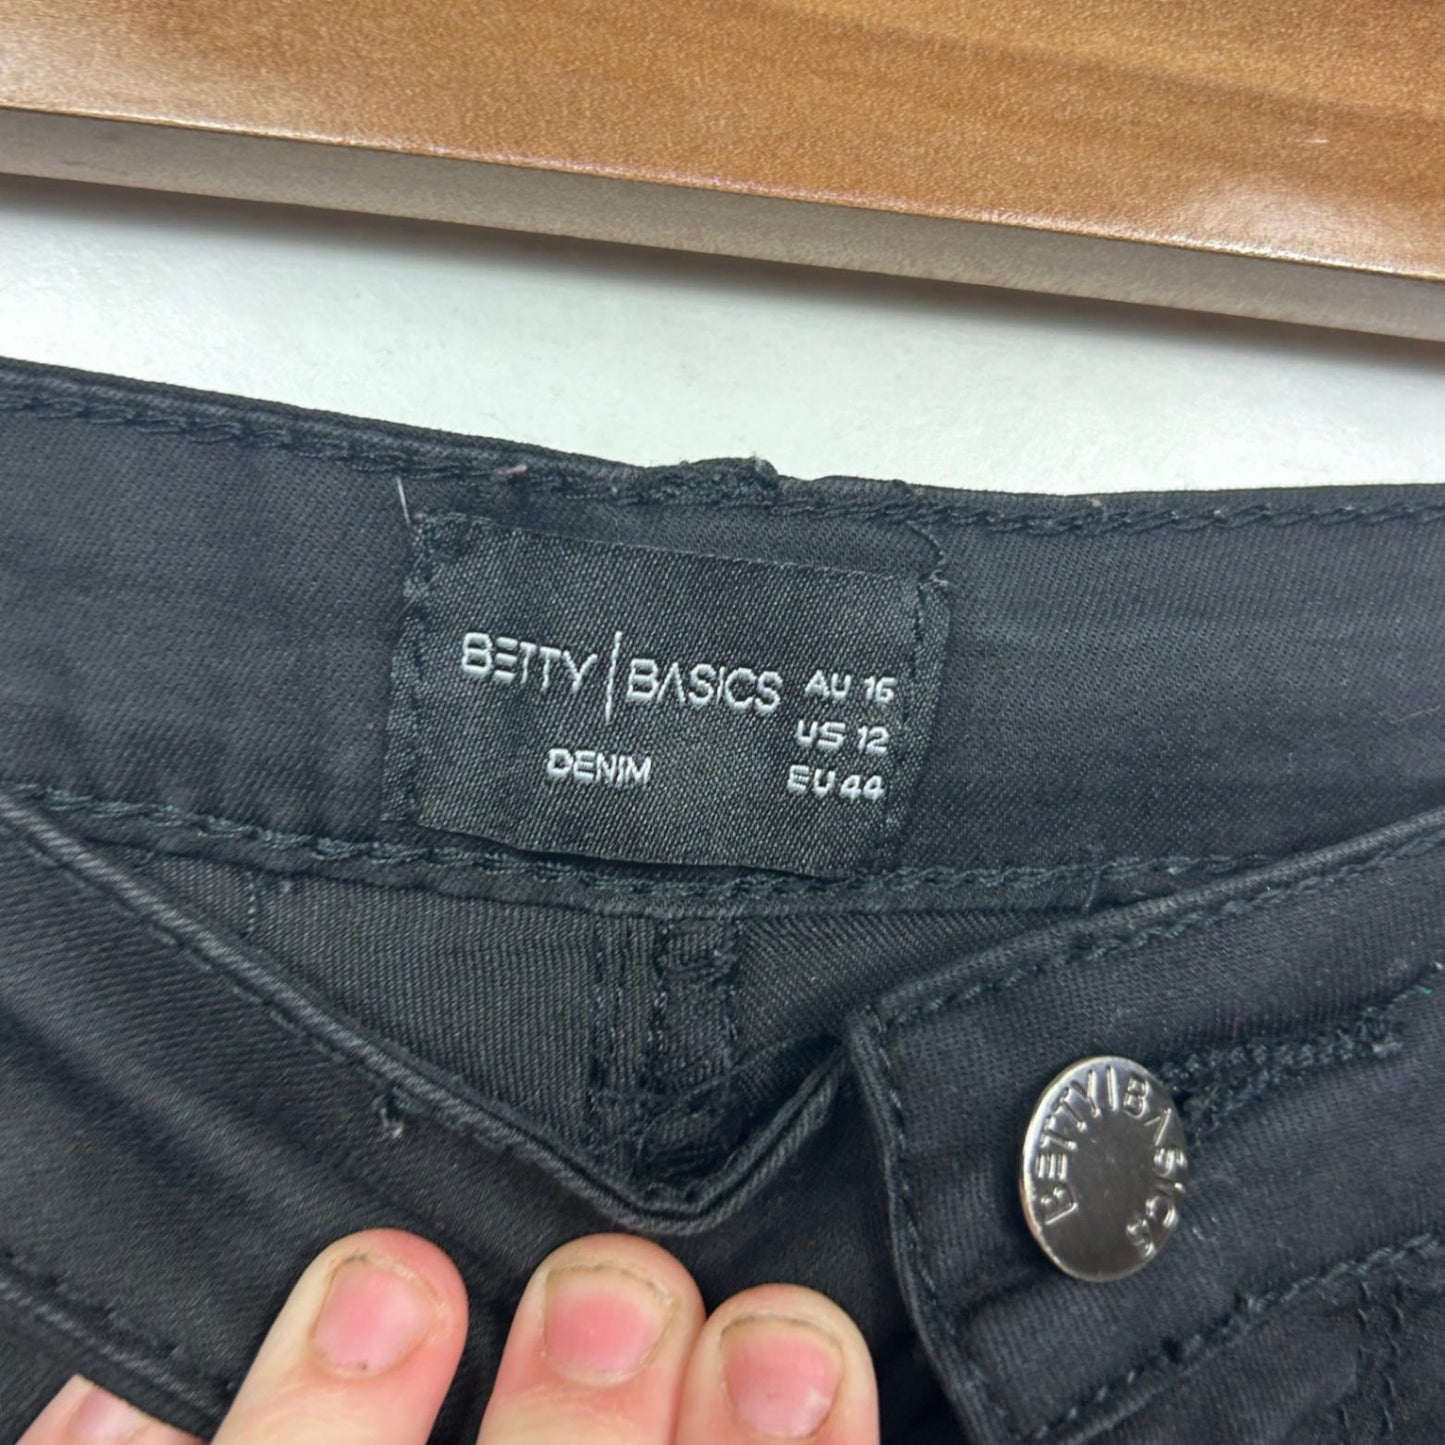 BETTY|BASICS
DENIM
AU 16
US 12
EU 44
BETTY|BASICS